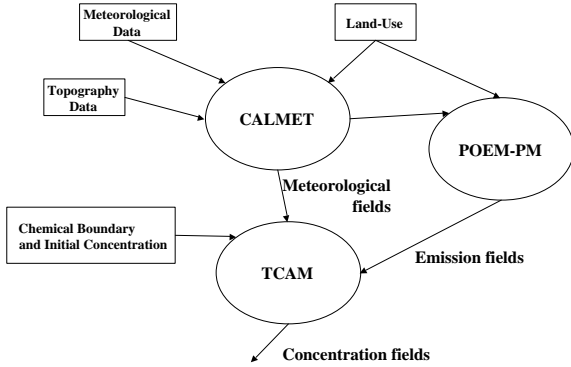 Meteorological
Data
Land-Use
Topography
Data
CALMET
POEM-PM
Meteorological
fields
Chemical Boundary
and Initial Concentration
TCAM
Emission fields
Concentration fields